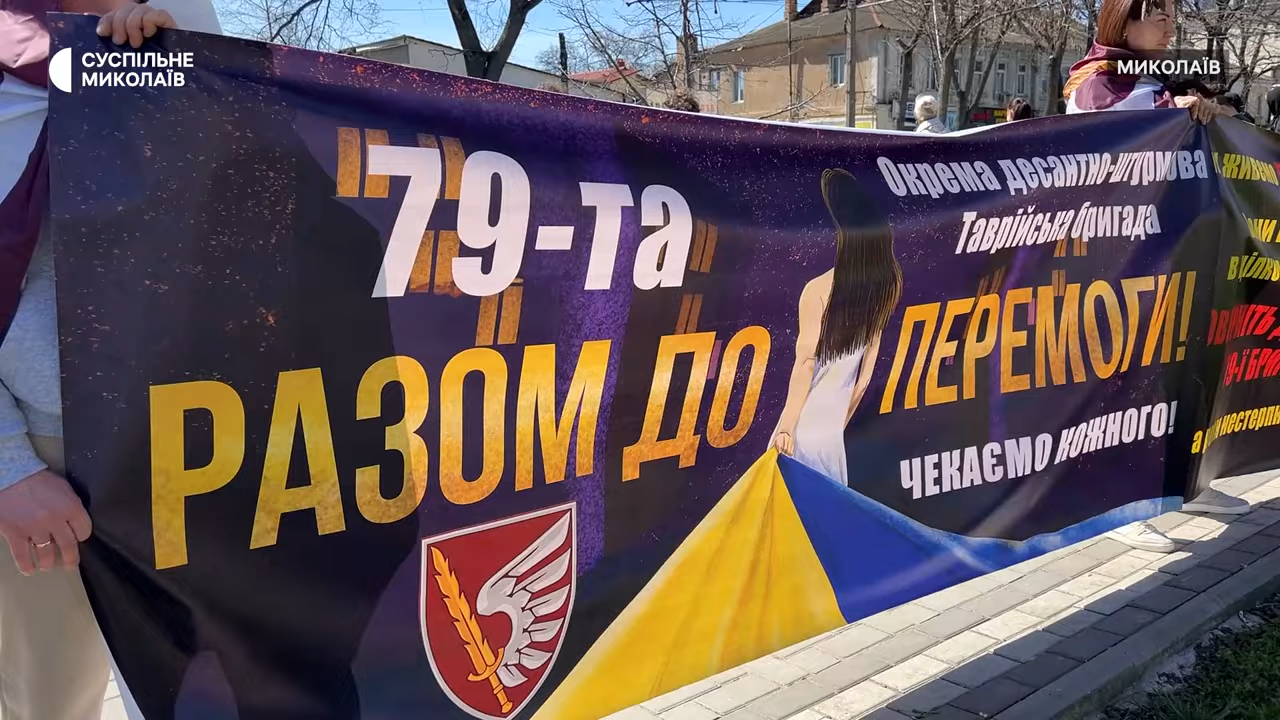 СУСПІЛЬНЕ
МИКОЛАЇВ
МИКОЛАЇВ
79-та
РАЗОМ ДО
Окрема десантно-штурмова
Таврійська бригада
ПЕРЕМОГИ!
ЧЕКАЄМО КОЖНОГО!